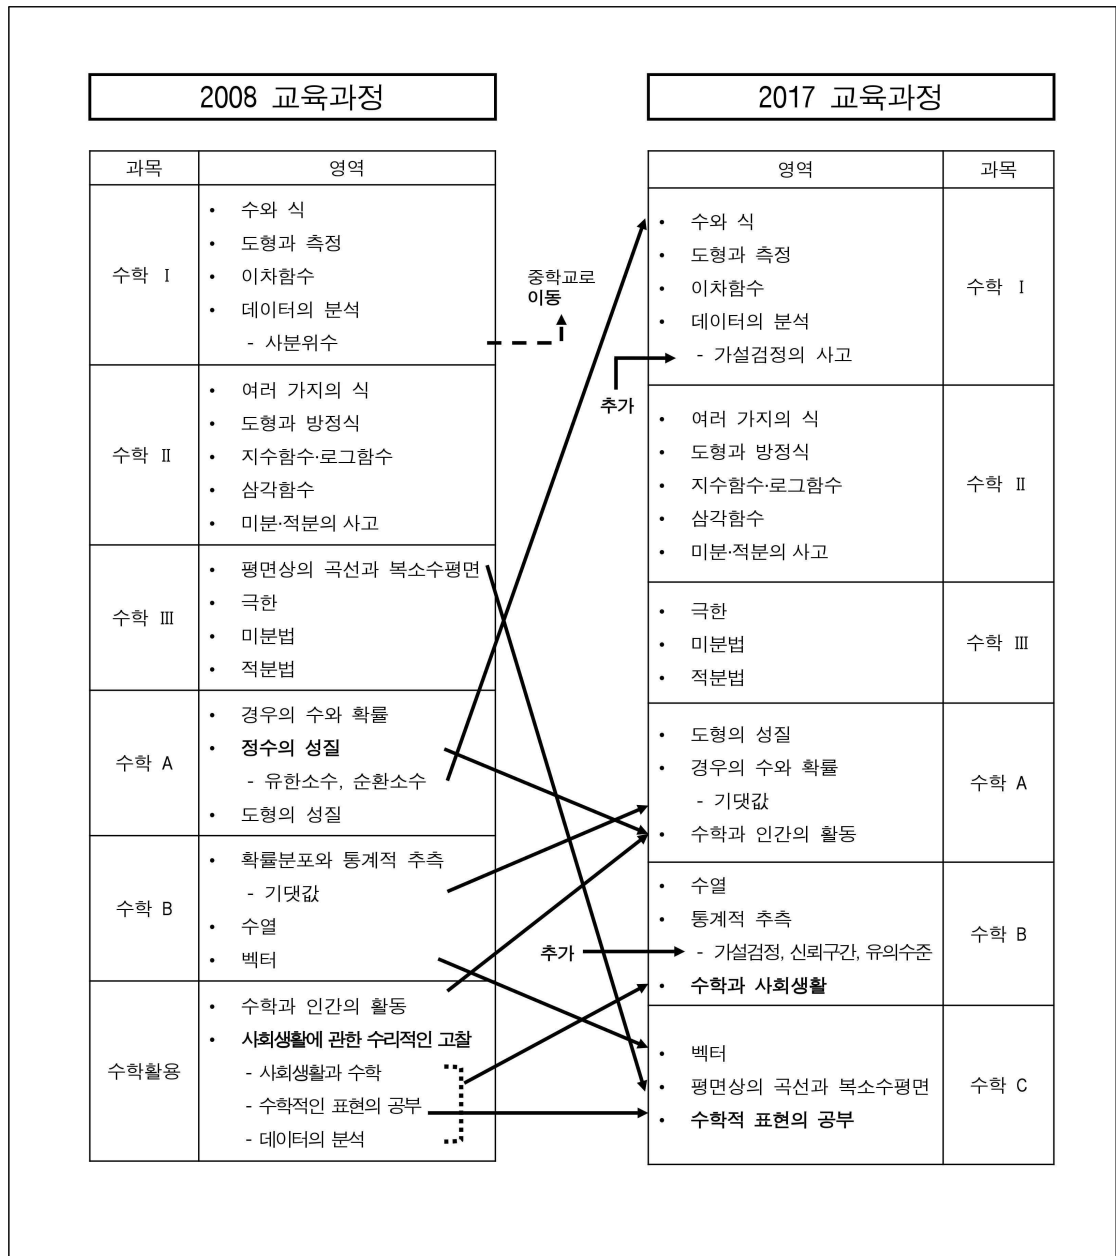 2008 교육과정
과목 영역
수학 Ⅰ
• 수와 식
• 도형과 측정
• 이차함수
• 데이터의 분석
- 사분위수
수학 Ⅱ
• 여러 가지의 식
• 도형과 방정식
• 지수함수·로그함수
• 삼각함수
• 미분·적분의 사고
수학 Ⅲ
• 평면상의 곡선과 복소수평면
• 극한
• 미분법
• 적분법
수학 A
• 경우의 수와 확률
• 정수의 성질
- 유한소수, 순환소수
• 도형의 성질
수학 B
• 확률분포와 통계적 추측
- 기댓값
• 수열
• 벡터
수학활용
• 수학과 인간의 활동
• 사회생활에 관한 수리적인 고찰
- 사회생활과 수학
- 수학적인 표현의 공부
- 데이터의 분석
중학교로
이동
추가
추가
2017 교육과정
영역 과목
• 수와 식
• 도형과 측정
• 이차함수
• 데이터의 분석
- 가설검정의 사고
수학 Ⅰ
• 여러 가지의 식
• 도형과 방정식
• 지수함수·로그함수
• 삼각함수
• 미분·적분의 사고
수학 Ⅱ
• 극한
• 미분법
• 적분법
수학 Ⅲ
• 도형의 성질
• 경우의 수와 확률
- 기댓값
• 수학과 인간의 활동
수학 A
• 수열
• 통계적 추측
- 가설검정, 신뢰구간, 유의수준
• 수학과 사회생활
수학 B
• 벡터
• 평면상의 곡선과 복소수평면
• 수학적 표현의 공부
수학 C